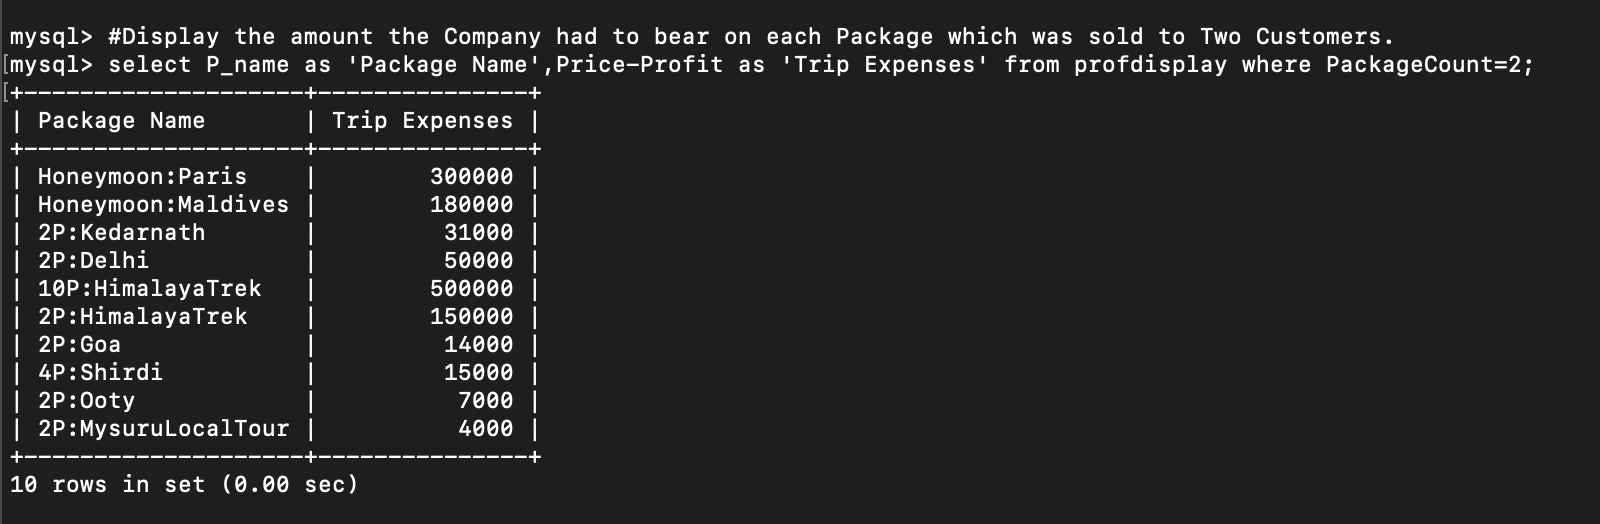 mysql> #Display the amount the Company had to bear on each Package which was sold to Two Customers.
[mysql> select P_name as 'Package Name',Price-Profit as 'Trip Expenses' from profdisplay where PackageCount=2;
[+--------------------+---------------+
| Package Name       | Trip Expenses |
+--------------------+---------------+
| Honeymoon:Paris    |        300000 |
| Honeymoon:Maldives |        180000 |
| 2P:Kedarnath       |         31000 |
| 2P:Delhi           |         50000 |
| 10P:HimalayaTrek   |        500000 |
| 2P:HimalayaTrek    |        150000 |
| 2P:Goa             |         14000 |
| 4P:Shirdi          |         15000 |
| 2P:Ooty            |          7000 |
| 2P:MysuruLocalTour |          4000 |
+--------------------+---------------+
10 rows in set (0.00 sec)